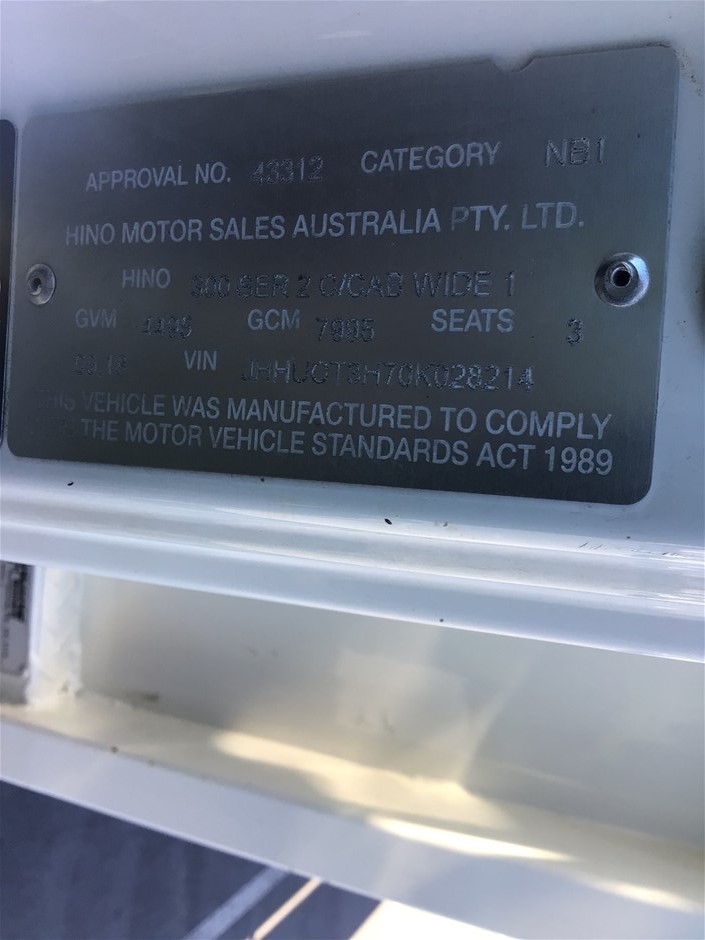 APPROVAL NO. 43312 CATEGORY NB1
HINO MOTOR SALES AUSTRALIA PTY. LTD.
HINO 300 SER 2 C/CAB WIDE 1
GVM 4495 GCM 7995 SEATS 3
VIN JHHUCT3H70K028214
THIS VEHICLE WAS MANUFACTURED TO COMPLY
THE MOTOR VEHICLE STANDARDS ACT 1989